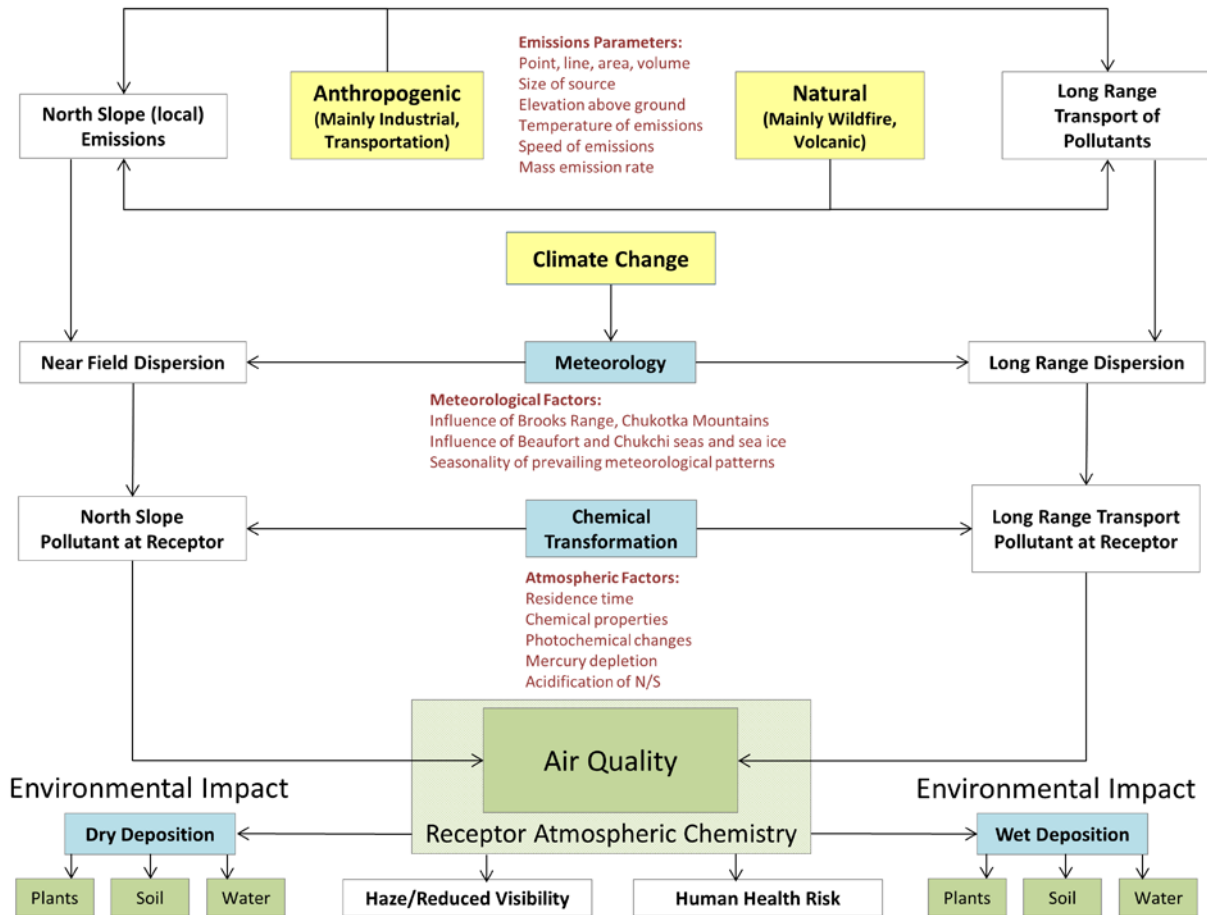 Emissions Parameters:
Point, line, area, volume
Size of source
Elevation above ground
Temperature of emissions
Speed of emissions
Mass emission rate
North Slope (local)
Emissions
Anthropogenic
(Mainly Industrial,
Transportation)
Natural
(Mainly Wildfire,
Volcanic)
Long Range
Transport of
Pollutants
Climate Change
Near Field Dispersion
Meteorology
Long Range Dispersion
Meteorological Factors:
Influence of Brooks Range, Chukotka Mountains
Influence of Beaufort and Chukchi seas and sea ice
Seasonality of prevailing meteorological patterns
North Slope
Pollutant at Receptor
Chemical
Transformation
Long Range Transport
Pollutant at Receptor
Atmospheric Factors:
Residence time
Chemical properties
Photochemical changes
Mercury depletion
Acidification of N/S
Air Quality
Receptor Atmospheric Chemistry
Environmental Impact
Dry Deposition
Plants
Soil
Water
Haze/Reduced Visibility
Human Health Risk
Environmental Impact
Wet Deposition
Plants
Soil
Water